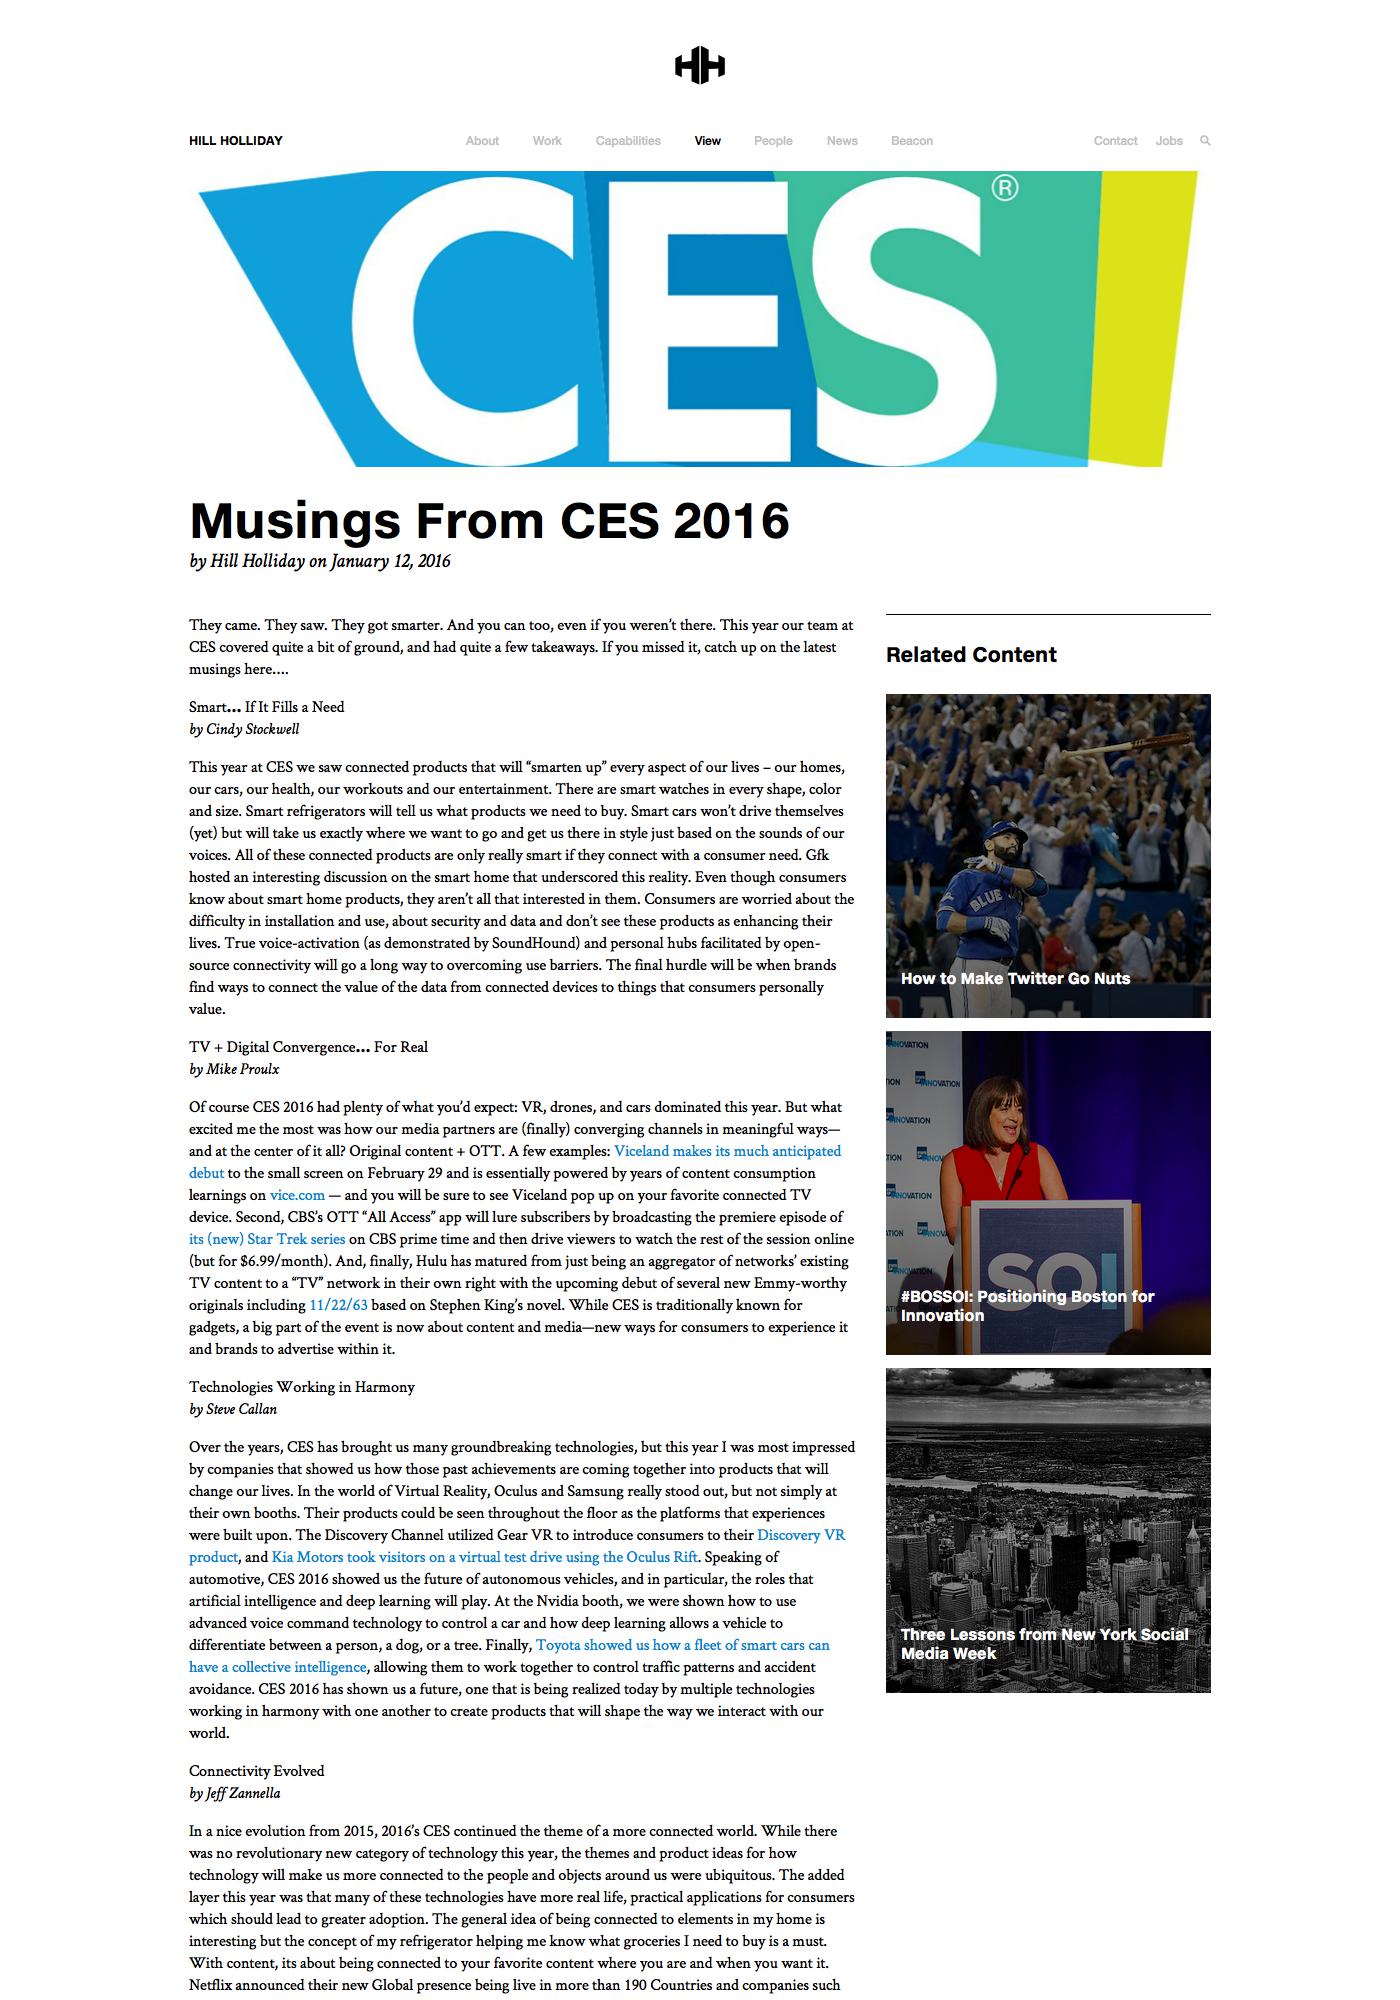 HILL HOLLIDAY
About Work Capabilities View People News Beacon
Contact Jobs
CES®
Musings From CES 2016
by Hill Holliday on January 12, 2016
They came. They saw. They got smarter. And you can too, even if you weren't there. This year our team at
CES covered quite a bit of ground, and had quite a few takeaways. If you missed it, catch up on the latest
musings here….
Smart… If It Fills a Need
by Cindy Stockwell
This year at CES we saw connected products that will “smarten up” every aspect of our lives – our homes,
our cars, our health, our workouts and our entertainment. There are smart watches in every shape, color
and size. Smart refrigerators will tell us what products we need to buy. Smart cars won't drive themselves
(yet) but will take us exactly where we want to go and get us there in style just based on the sounds of our
voices. All of these connected products are only really smart if they connect with a consumer need. Gfk
hosted an interesting discussion on the smart home that underscored this reality. Even though consumers
know about smart home products, they aren't all that interested in them. Consumers are worried about the
difficulty in installation and use, about security and data and don't see these products as enhancing their
lives. True voice-activation (as demonstrated by SoundHound) and personal hubs facilitated by open-
source connectivity will go a long way to overcoming use barriers. The final hurdle will be when brands
find ways to connect the value of the data from connected devices to things that consumers personally
value.
TV + Digital Convergence… For Real
by Mike Proulx
Of course CES 2016 had plenty of what you'd expect: VR, drones, and cars dominated this year. But what
excited me the most was how our media partners are (finally) converging channels in meaningful ways—
and at the center of it all? Original content + OTT. A few examples: Viceland makes its much anticipated
debut to the small screen on February 29 and is essentially powered by years of content consumption
learnings on vice.com — and you will be sure to see Viceland pop up on your favorite connected TV
device. Second, CBS's OTT “All Access” app will lure subscribers by broadcasting the premiere episode of
its (new) Star Trek series on CBS prime time and then drive viewers to watch the rest of the session online
(but for $6.99/month). And, finally, Hulu has matured from just being an aggregator of networks' existing
TV content to a “TV” network in their own right with the upcoming debut of several new Emmy-worthy
originals including 11/22/63 based on Stephen King's novel. While CES is traditionally known for
gadgets, a big part of the event is now about content and media—new ways for consumers to experience it
and brands to advertise within it.
Technologies Working in Harmony
by Steve Callan
Over the years, CES has brought us many groundbreaking technologies, but this year I was most impressed
by companies that showed us how those past achievements are coming together into products that will
change our lives. In the world of Virtual Reality, Oculus and Samsung really stood out, but not simply at
their own booths. Their products could be seen throughout the floor as the platforms that experiences
were built upon. The Discovery Channel utilized Gear VR to introduce consumers to their Discovery VR
product, and Kia Motors took visitors on a virtual test drive using the Oculus Rift. Speaking of
automotive, CES 2016 showed us the future of autonomous vehicles, and in particular, the roles that
artificial intelligence and deep learning will play. At the Nvidia booth, we were shown how to use
advanced voice command technology to control a car and how deep learning allows a vehicle to
differentiate between a person, a dog, or a tree. Finally, Toyota showed us how a fleet of smart cars can
have a collective intelligence, allowing them to work together to control traffic patterns and accident
avoidance. CES 2016 has shown us a future, one that is being realized today by multiple technologies
working in harmony with one another to create products that will shape the way we interact with our
world.
Connectivity Evolved
by Jeff Zannella
In a nice evolution from 2015, 2016's CES continued the theme of a more connected world. While there
was no revolutionary new category of technology this year, the themes and product ideas for how
technology will make us more connected to the people and objects around us were ubiquitous. The added
layer this year was that many of these technologies have more real life, practical applications for consumers
which should lead to greater adoption. The general idea of being connected to elements in my home is
interesting but the concept of my refrigerator helping me know what groceries I need to buy is a must.
With content, its about being connected to your favorite content where you are and when you want it.
Netflix announced their new Global presence being live in more than 190 Countries and companies such
Related Content
BLUE
How to Make Twitter Go Nuts
INNOVATION
SOI
#BOSSOI: Positioning Boston for
Innovation
Three Lessons from New York Social
Media Week